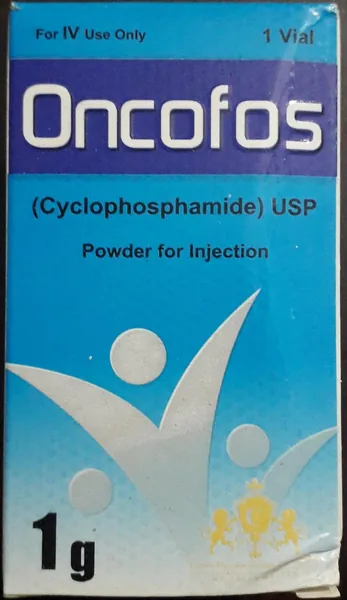 For IV Use Only
1 Vial
Oncofos
(Cyclophosphamide) USP
Powder for Injection
1g